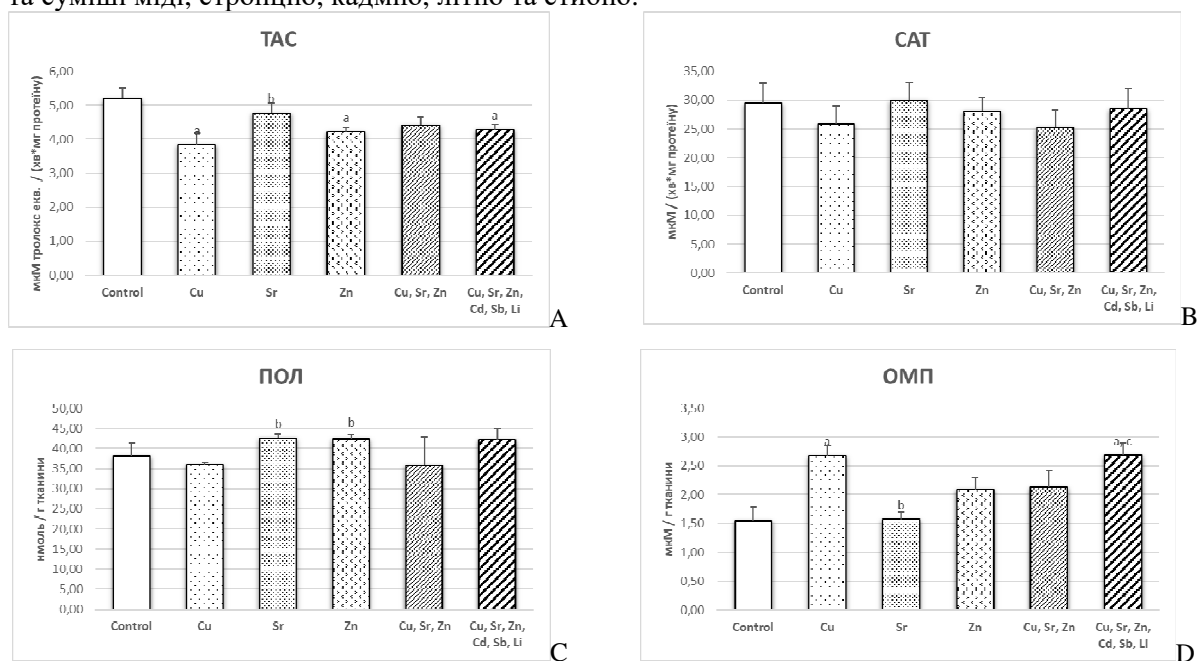 та суміші міді, стронцію, кадмію, літію та стибію.
TAC
мкМ тролокс екв. / (хв*мг протеїну)
6,00
5,00
4,00
3,00
2,00
1,00
0,00
a
b
a
a
Control Cu Sr Zn Cu, Sr, Zn Cu, Sr, Zn,
Cd, Sb, Li
A
CAT
мкМ / (хв*мг протеїну)
35,00
30,00
25,00
20,00
15,00
10,00
5,00
0,00
Control Cu Sr Zn Cu, Sr, Zn Cu, Sr, Zn,
Cd, Sb, Li
B
ПОЛ
нмоль / г тканини
50,00
45,00
40,00
35,00
30,00
25,00
20,00
15,00
10,00
5,00
0,00
b
b
Control Cu Sr Zn Cu, Sr, Zn Cu, Sr, Zn,
Cd, Sb, Li
C
ОМП
мкМ / г тканини
3,50
3,00
2,50
2,00
1,50
1,00
0,50
0,00
a
b
a c
Control Cu Sr Zn Cu, Sr, Zn Cu, Sr, Zn,
Cd, Sb, Li
D